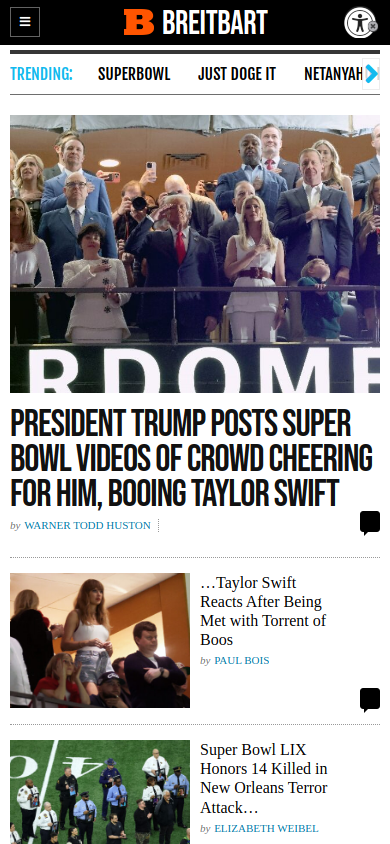 BREITBART
TRENDING:
SUPERBOWL
JUST DOGE IT
NETANYAH
RDOME
PRESIDENT TRUMP POSTS SUPER
BOWL VIDEOS OF CROWD CHEERING
FOR HIM, BOOING TAYLOR SWIFT
by WARNER TODD HUSTON
…Taylor Swift
Reacts After Being
Met with Torrent of
Boos
by PAUL BOIS
Super Bowl LIX
Honors 14 Killed in
New Orleans Terror
Attack…
by ELIZABETH WEIBEL